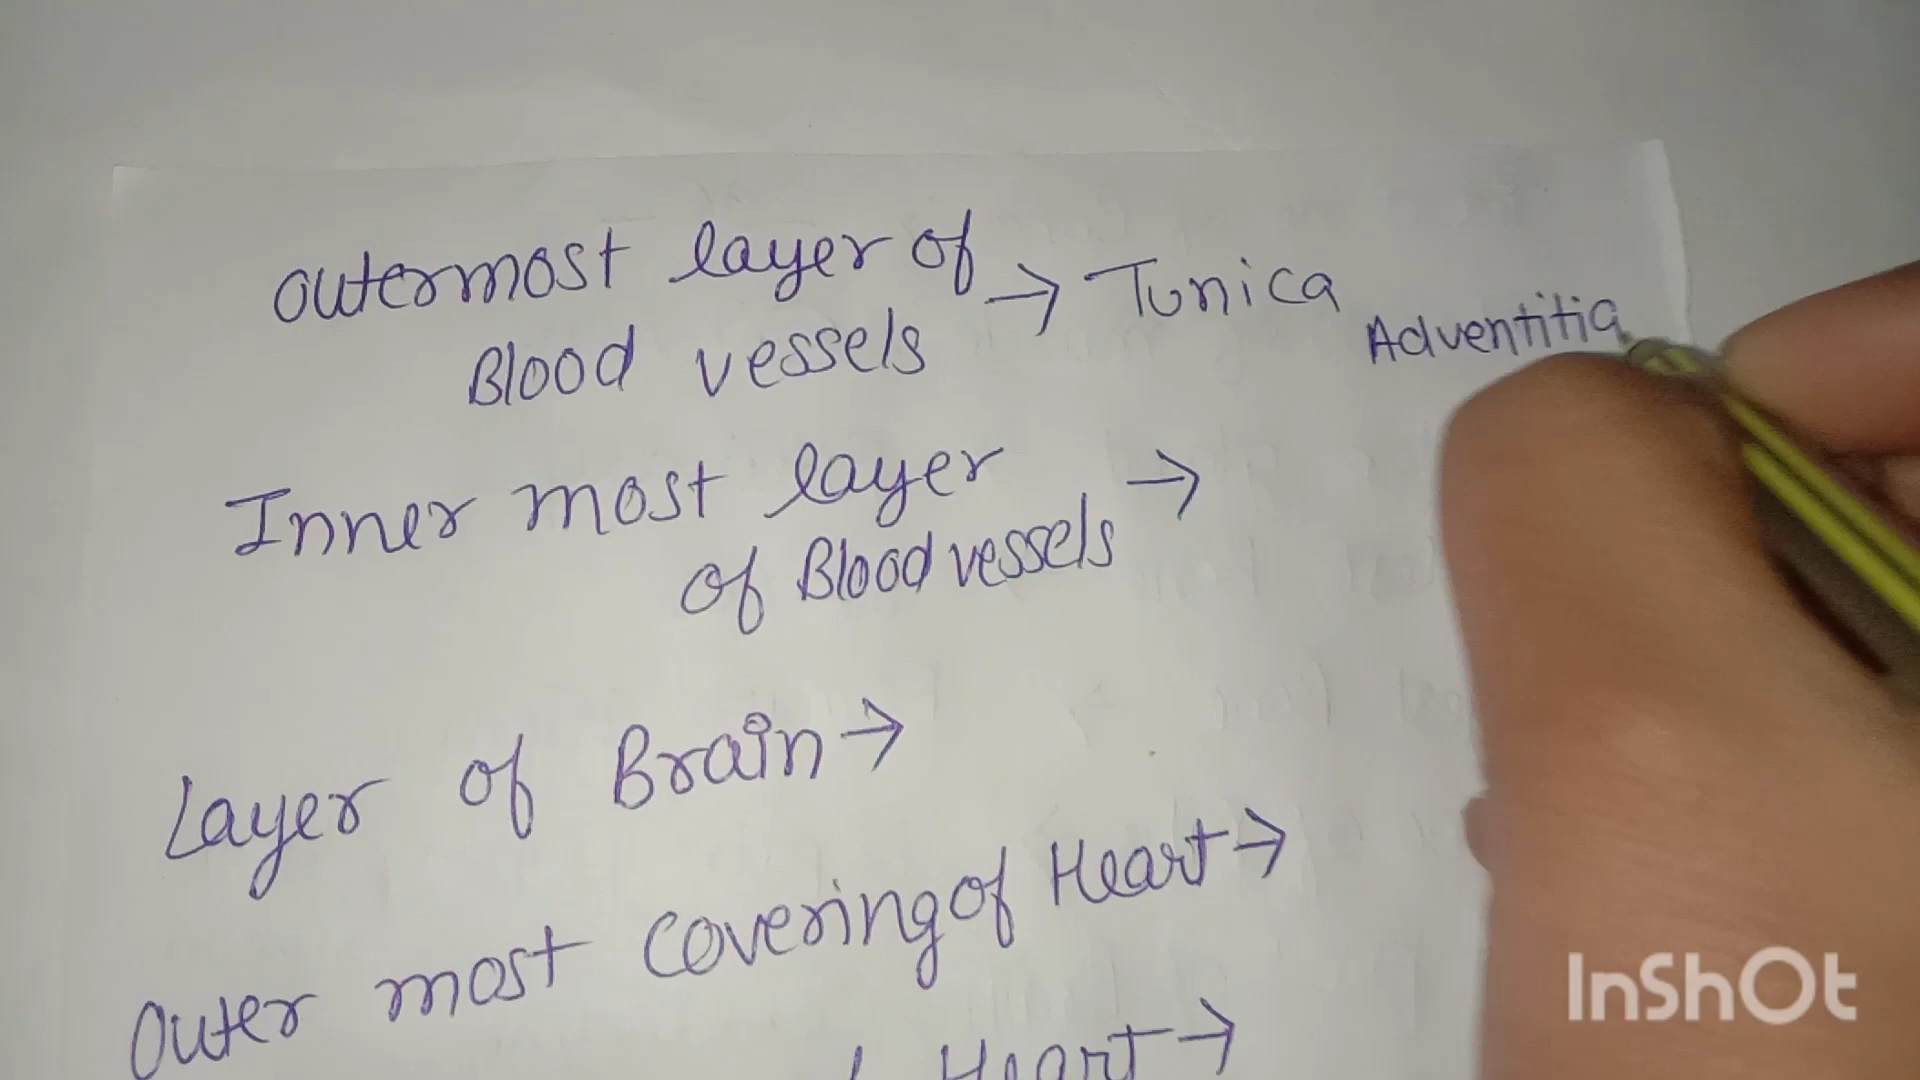 Outermost layer of
Blood vessels → Tunica Adventitia
Inner most layer
of Blood vessels →
Layer of Brain →
Outer most covering of Heart →
Heart →
InShOt